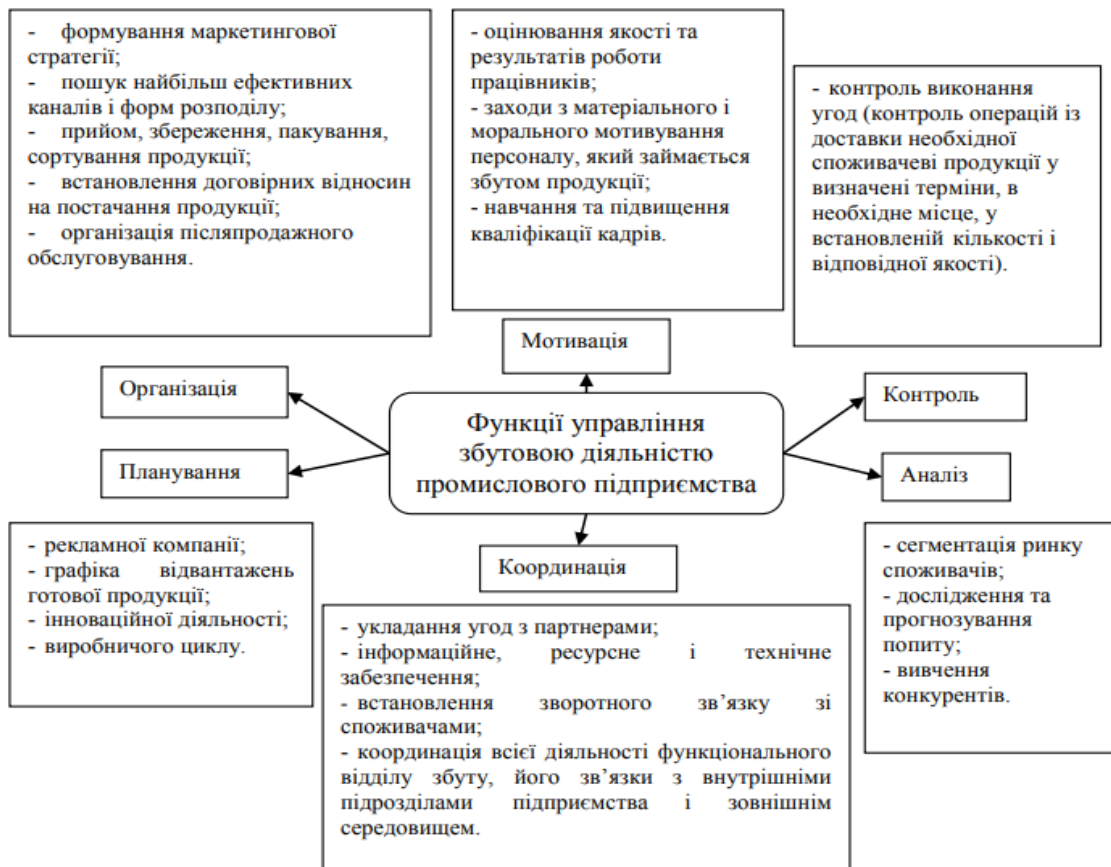 - формування маркетингової
стратегії;
- пошук найбільш ефективних
каналів і форм розподілу;
- прийом, збереження, пакування,
сортування продукції;
- встановлення договірних відносин
на постачання продукції;
- організація післяпродажного
обслуговування.
- оцінювання якості та
результатів роботи
працівників;
- заходи з матеріального і
морального мотивування
персоналу, який займається
збутом продукції;
- навчання та підвищення
кваліфікації кадрів.
- контроль виконання
угод (контроль операцій із
доставки необхідної
споживачеві продукції у
визначені терміни, в
необхідне місце, у
встановленій кількості і
відповідної якості).
Мотивація
Організація
Контроль
Функції управління
збутовою діяльністю
промислового підприємства
Планування
Аналіз
Координація
- рекламної компанії;
- графіка відвантажень
готової продукції;
- інноваційної діяльності;
- виробничого циклу.
- укладання угод з партнерами;
- інформаційне, ресурсне і технічне
забезпечення;
- встановлення зворотного зв’язку зі
споживачами;
- координація всієї діяльності функціонального
відділу збуту, його зв’язки з внутрішніми
підрозділами підприємства і зовнішнім
середовищем.
- сегментація ринку
споживачів;
- дослідження та
прогнозування
попиту;
- вивчення
конкурентів.